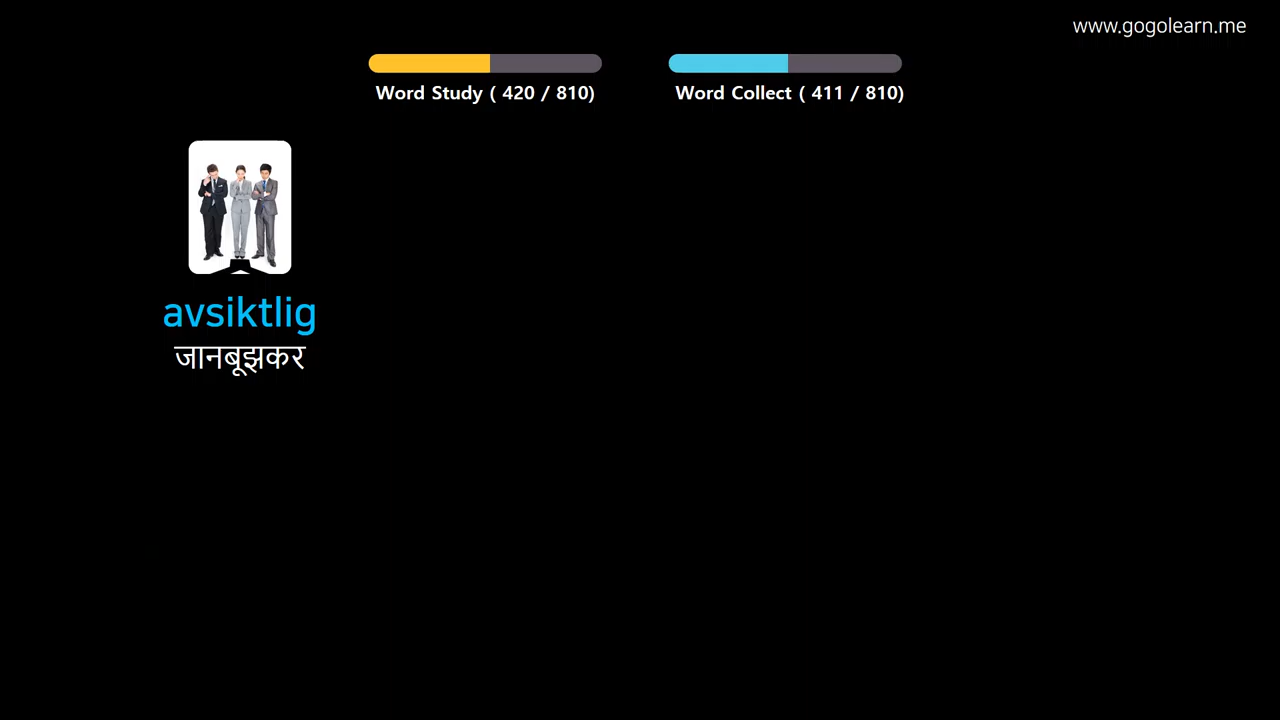 www.gogolearn.me
Word Study ( 420 / 810)
Word Collect ( 411 / 810)
avsiktlig
जानबूझकर